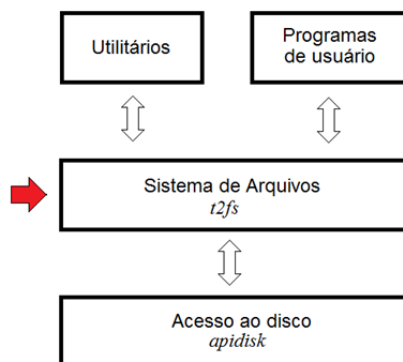 Utilitários
Programas
de usuário
Sistema de Arquivos
t2fs
Acesso ao disco
apidisk